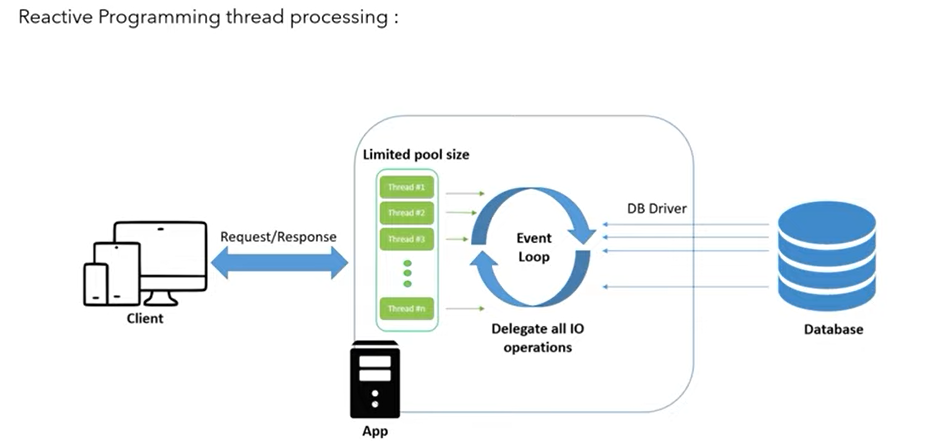 Reactive Programming thread processing :
Limited pool size
Thread #1
Thread #2
Thread #3
Thread #n
Request/Response
Client
Event
Loop
Delegate all IO
operations
DB Driver
Database
App